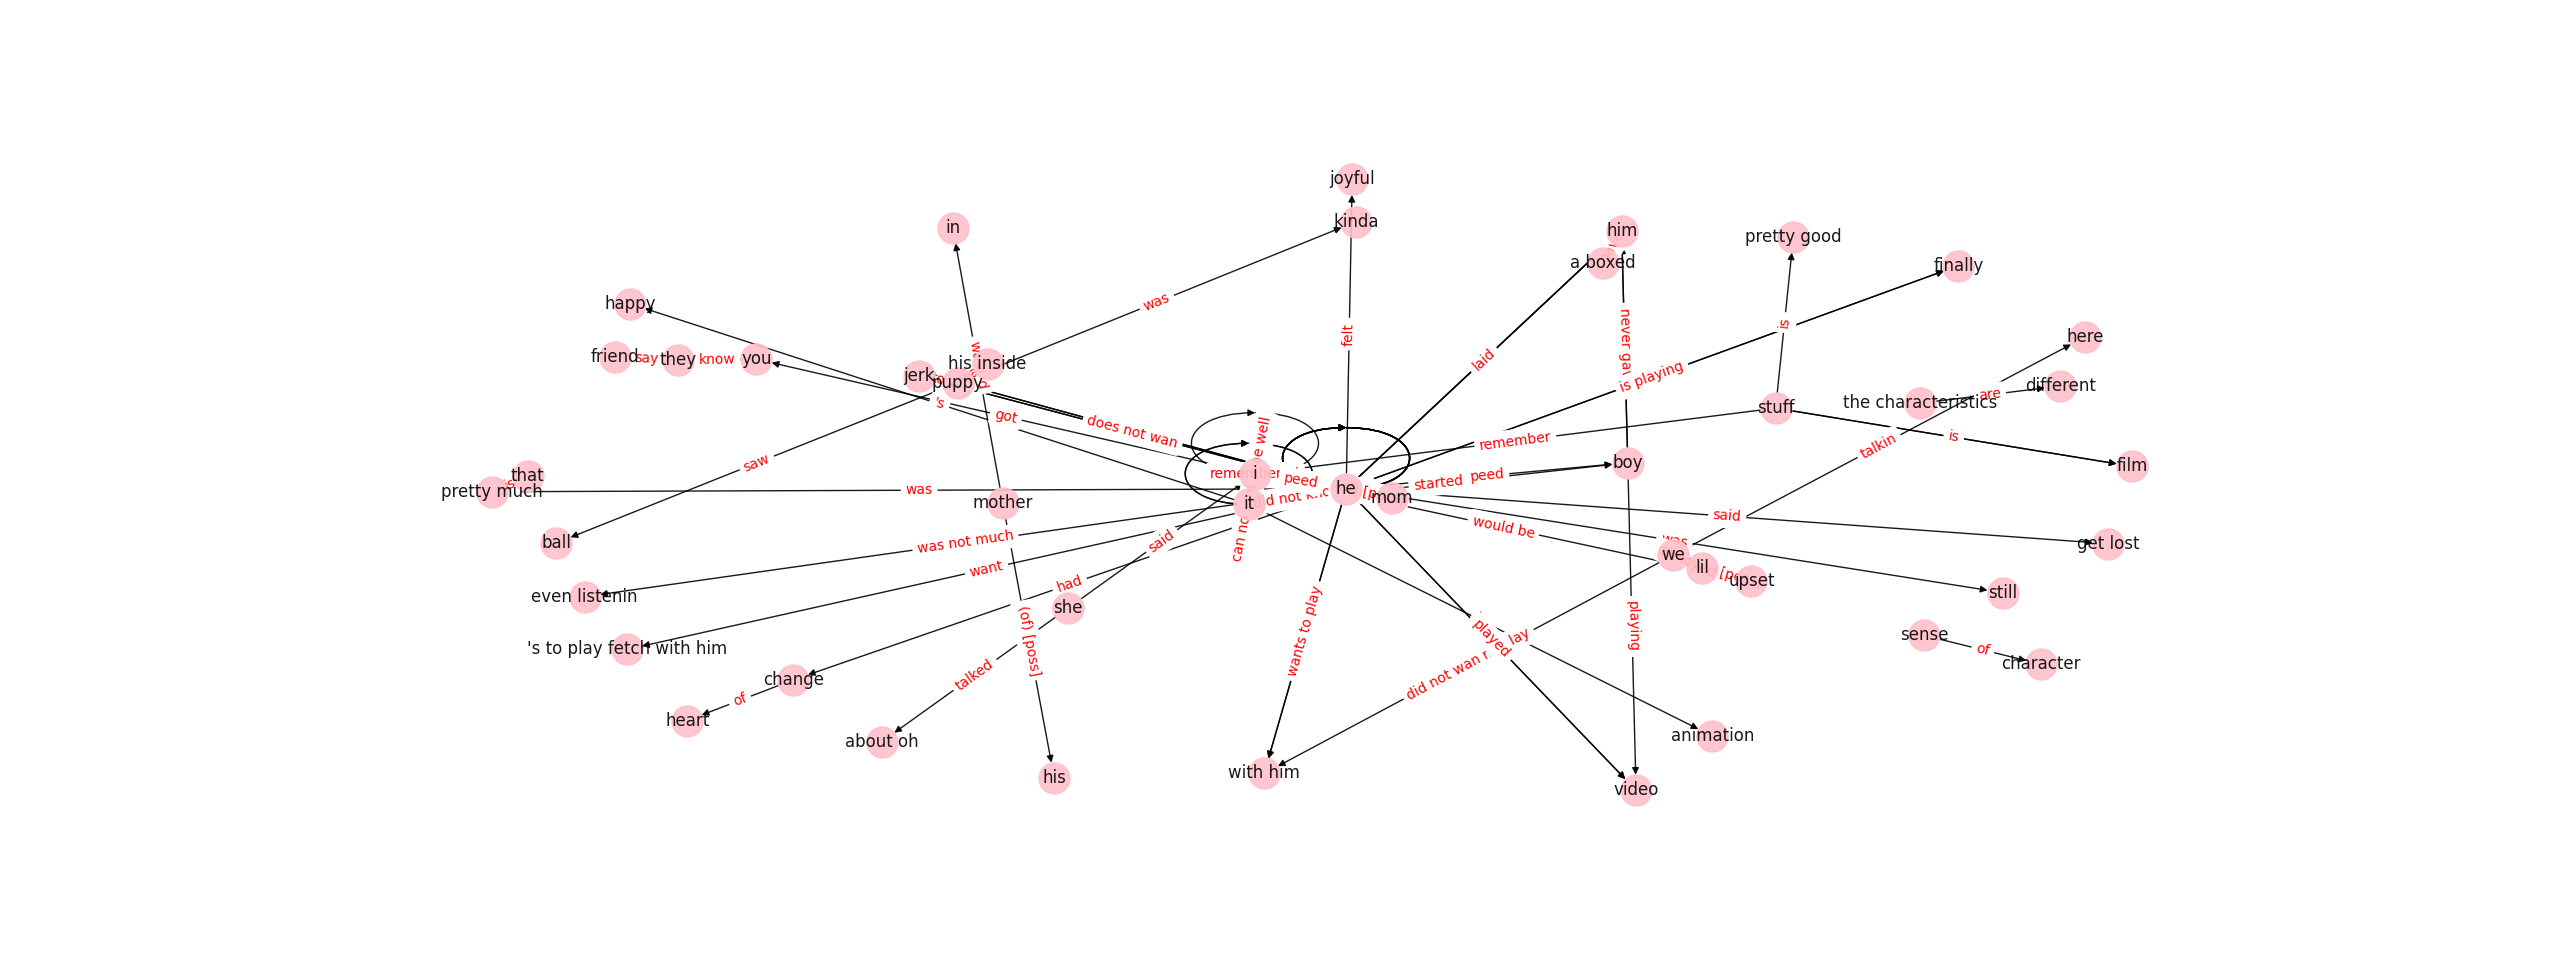 joyful
kinda
in
him
pretty good
a boxed
finally
was
happy
felt
is
here
friend
say
they
know
you
his inside
jerk
puppy
laid
never
is playing
different
are
the characteristics
's
got
does not wan
well
stuff
remember
is
talkin
saw
that
pretty much
was
i
peed
he
mom
started
peed
boy
film
mother
it
said
ball
was not much
said
would be
get lost
want
can
we
lil
upset
even listenin
had
she
still
's to play fetch with him
(of) [poss]
wants to play
played
playing
sense
of
character
change
of
talked
did not wan
heart
about oh
his
with him
animation
video